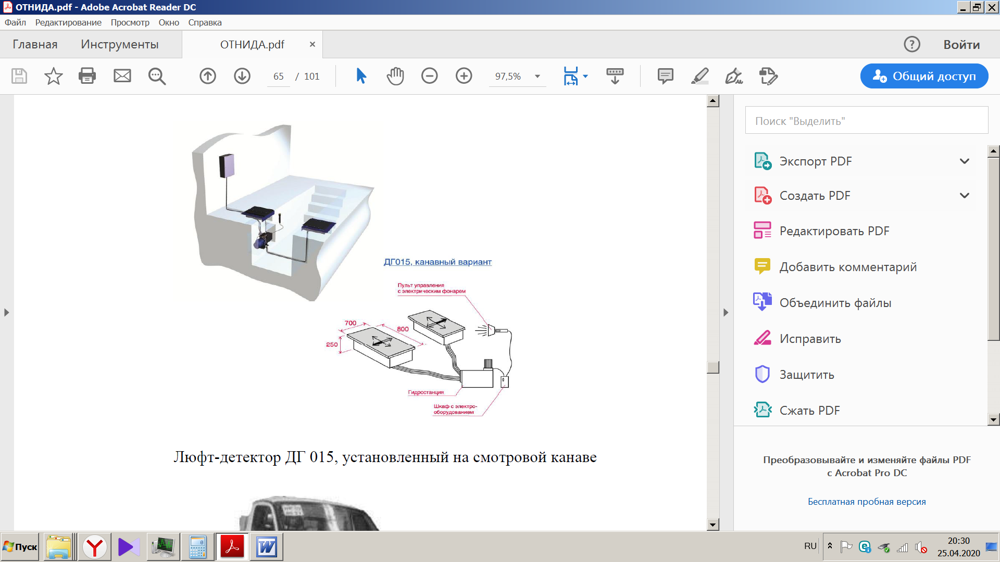 ОТНИДА.pdf - Adobe Acrobat Reader DC
Файл Редактирование Просмотр Окно Справка
Главная Инструменты ОТНИДА.pdf × ? Войти
65 / 101 97,5% Общий доступ
ДГ015, канавный вариант
Пульт управления
с электрическим фонарем
700
800
250
Гидростанция
Шкаф с электро-
оборудованием
Люфт-детектор ДГ 015, установленный на смотровой канаве
Поиск "Выделить"
Экспорт PDF
Создать PDF
Редактировать PDF
Добавить комментарий
Объединить файлы
Исправить
Защитить
Сжать PDF
Преобразовывайте и изменяйте файлы PDF
с Acrobat Pro DC
Бесплатная пробная версия
Пуск
RU
20:30
25.04.2020